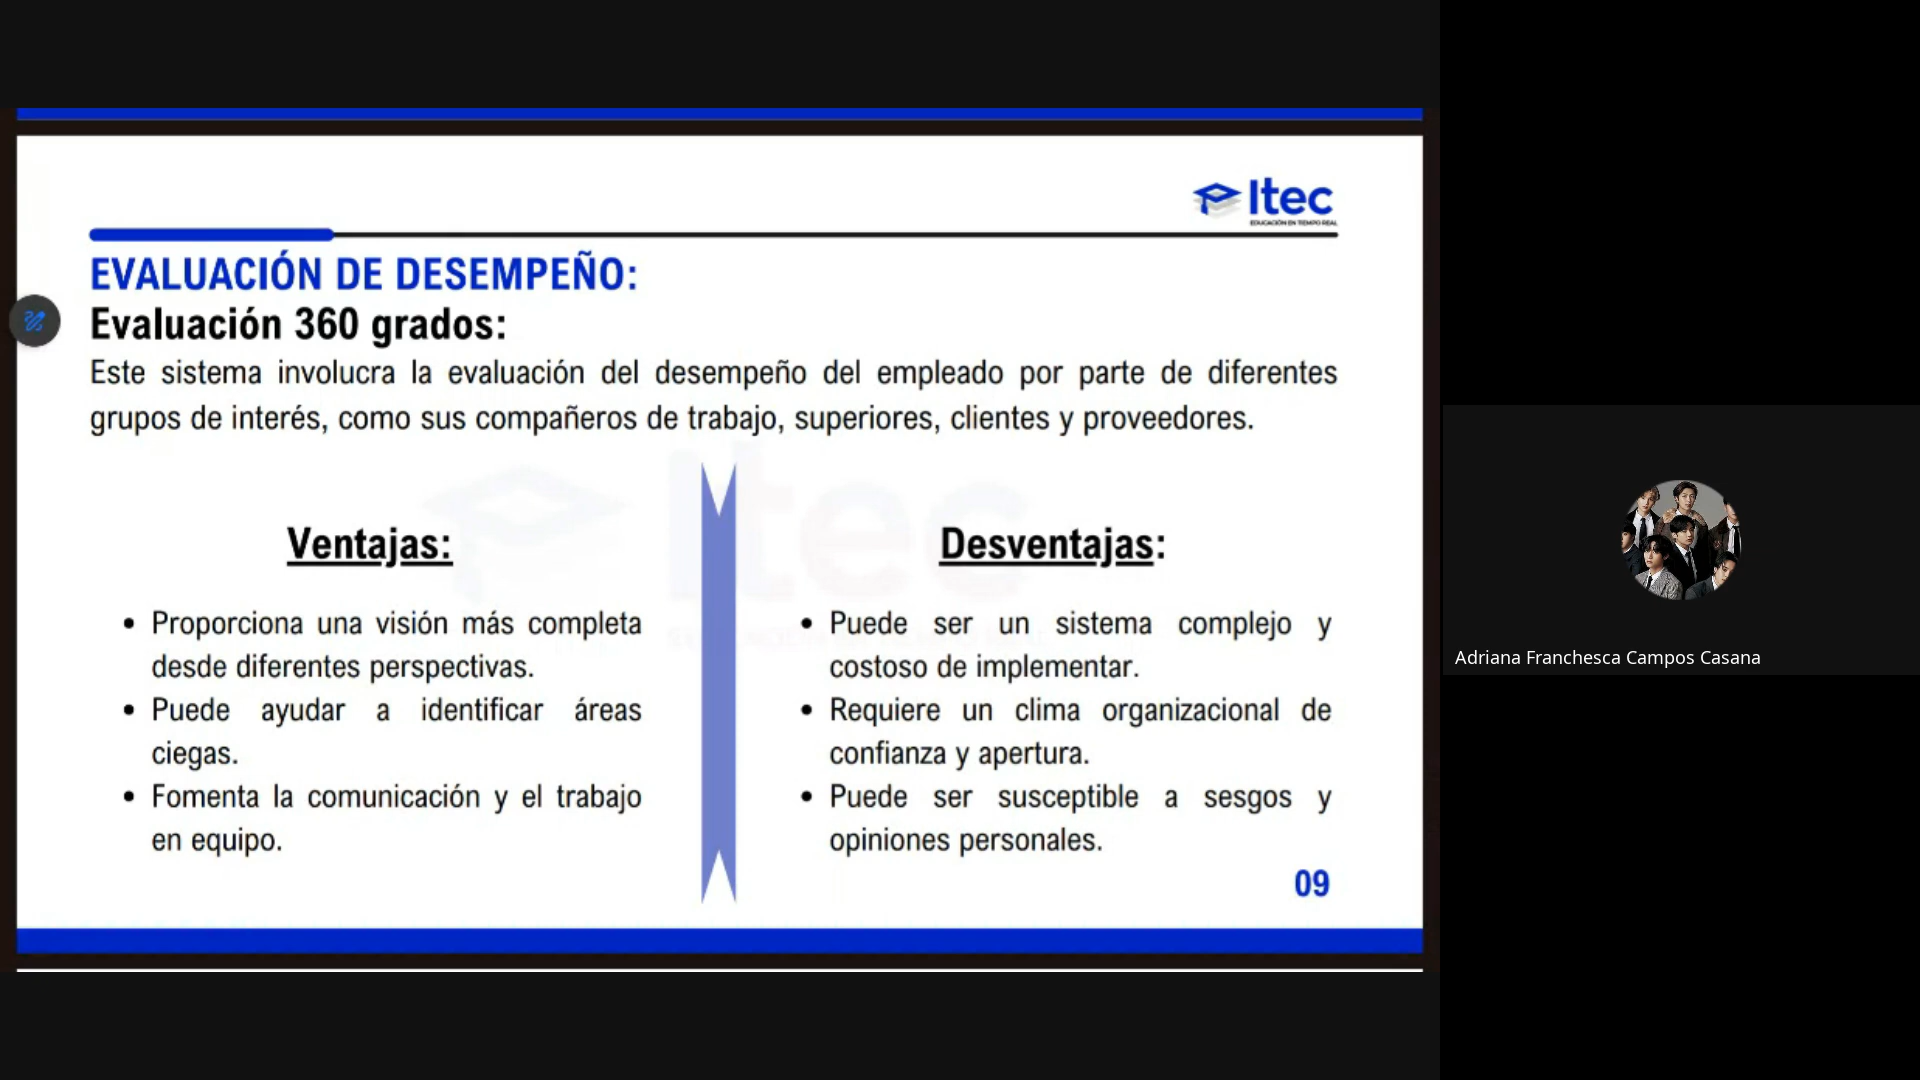 Itec
EDUCACIÓN EN TIEMPO REAL
EVALUACIÓN DE DESEMPEÑO:
Evaluación 360 grados:
Este sistema involucra la evaluación del desempeño del empleado por parte de diferentes
grupos de interés, como sus compañeros de trabajo, superiores, clientes y proveedores.
Ventajas:
Proporciona una visión más completa
desde diferentes perspectivas.
Puede ayudar a identificar áreas
ciegas.
Fomenta la comunicación y el trabajo
en equipo.
Desventajas:
Puede ser un sistema complejo y
costoso de implementar.
Requiere un clima organizacional de
confianza y apertura.
Puede ser susceptible a sesgos y
opiniones personales.
09
Itec
Adriana Franchesca Campos Casana